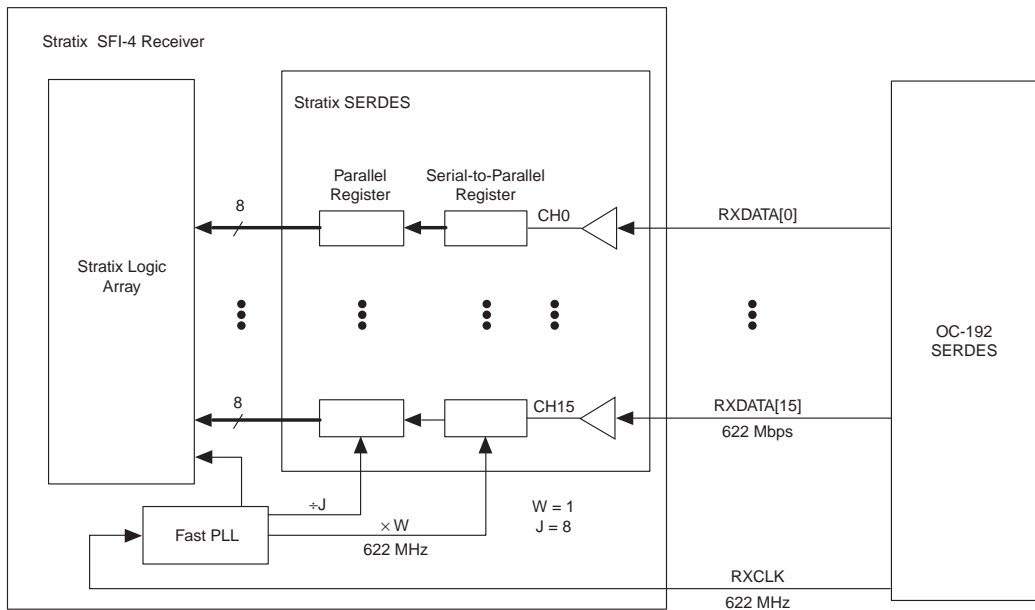 Stratix SFI-4 Receiver
Stratix SERDES
Parallel
Register
Serial-to-Parallel
Register
8
CH0
RXDATA[0]
Stratix Logic
Array
OC-192
SERDES
8
CH15
RXDATA[15]
622 Mbps
÷J
W = 1
J = 8
Fast PLL
× W
622 MHz
RXCLK
622 MHz